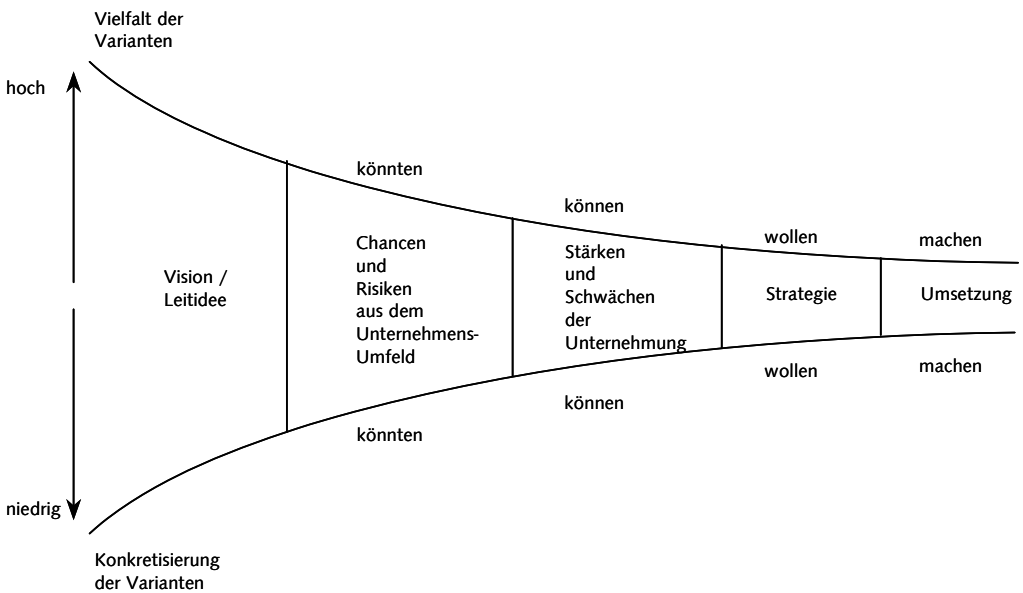 Vielfalt der
Varianten
hoch
könnten
können
wollen
machen
Vision /
Leitidee
Chancen
und
Risiken
aus dem
Unternehmens-
Umfeld
Stärken
und
Schwächen
der
Unternehmung
Strategie
Umsetzung
könnten
können
wollen
machen
niedrig
Konkretisierung
der Varianten